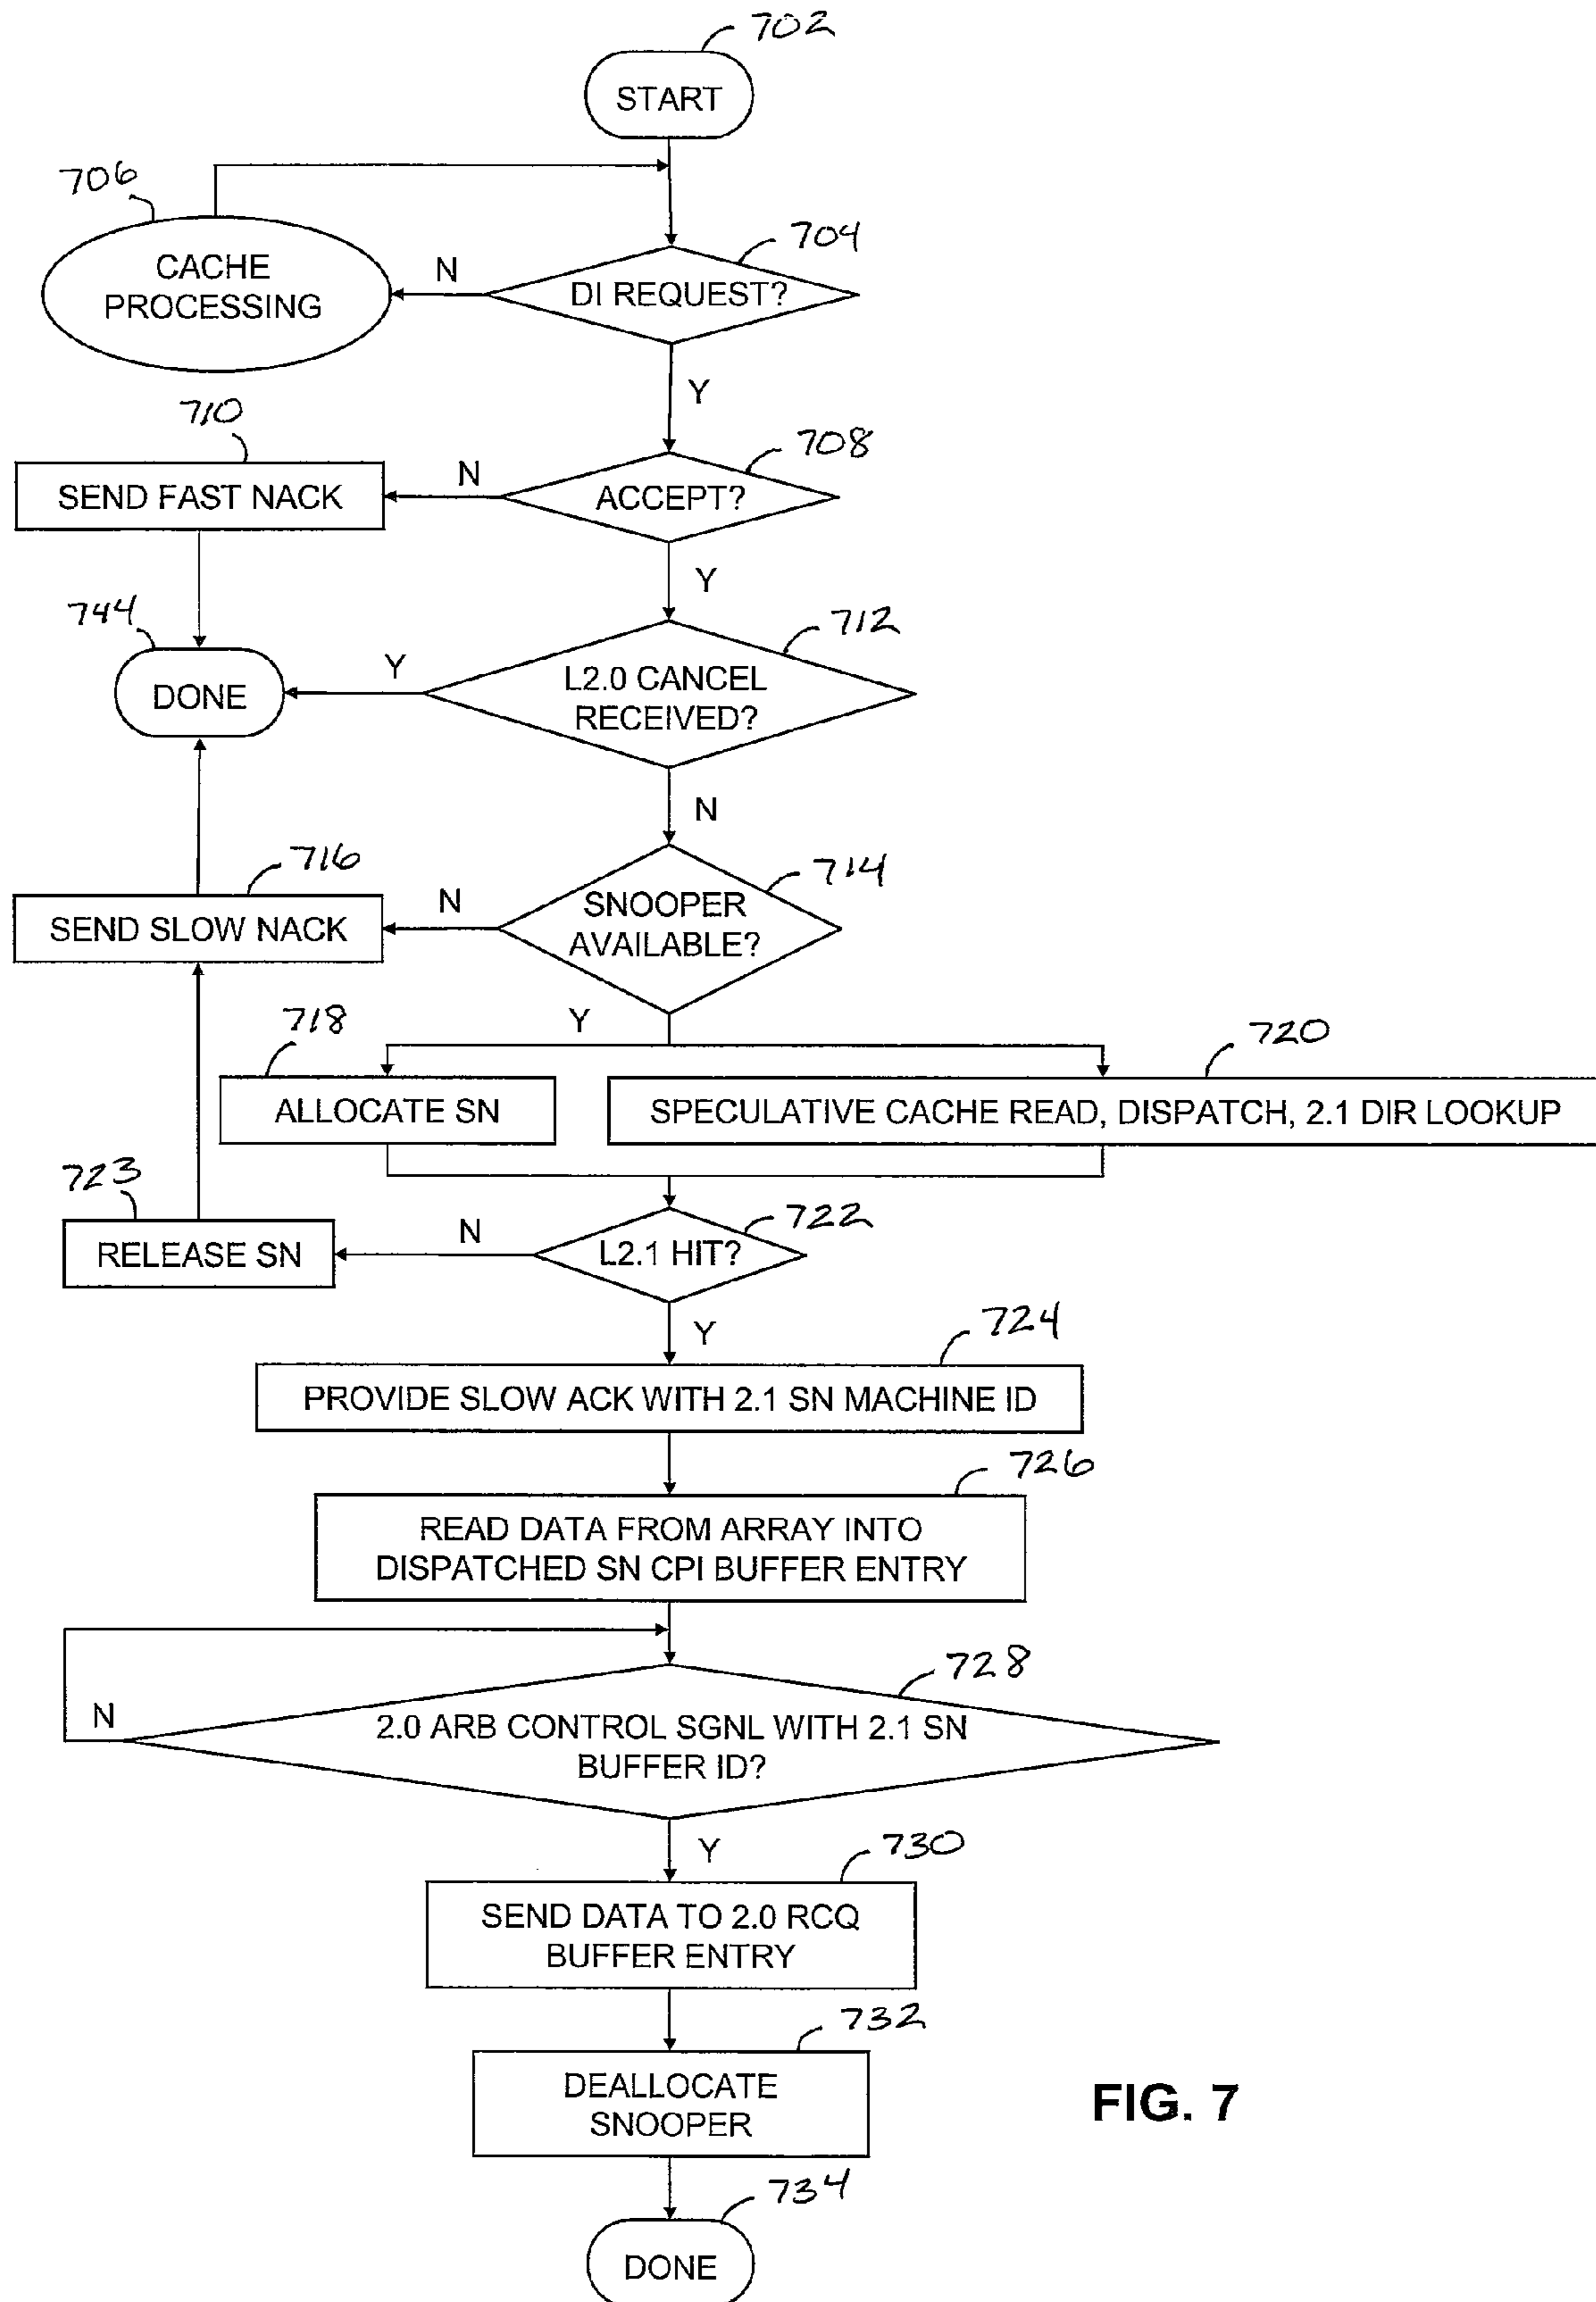 702
START
706
704
CACHE
PROCESSING
N
DI REQUEST?
Y
710
708
SEND FAST NACK
N
ACCEPT?
Y
744
712
DONE
Y
L2.0 CANCEL
RECEIVED?
N
716
714
SEND SLOW NACK
N
SNOOPER
AVAILABLE?
Y
718
720
ALLOCATE SN
SPECULATIVE CACHE READ, DISPATCH, 2.1 DIR LOOKUP
723
722
RELEASE SN
N
L2.1 HIT?
Y
724
PROVIDE SLOW ACK WITH 2.1 SN MACHINE ID
726
READ DATA FROM ARRAY INTO
DISPATCHED SN CPI BUFFER ENTRY
728
N
2.0 ARB CONTROL SGNL WITH 2.1 SN
BUFFER ID?
Y
730
SEND DATA TO 2.0 RCQ
BUFFER ENTRY
732
DEALLOCATE
SNOOPER
FIG. 7
734
DONE